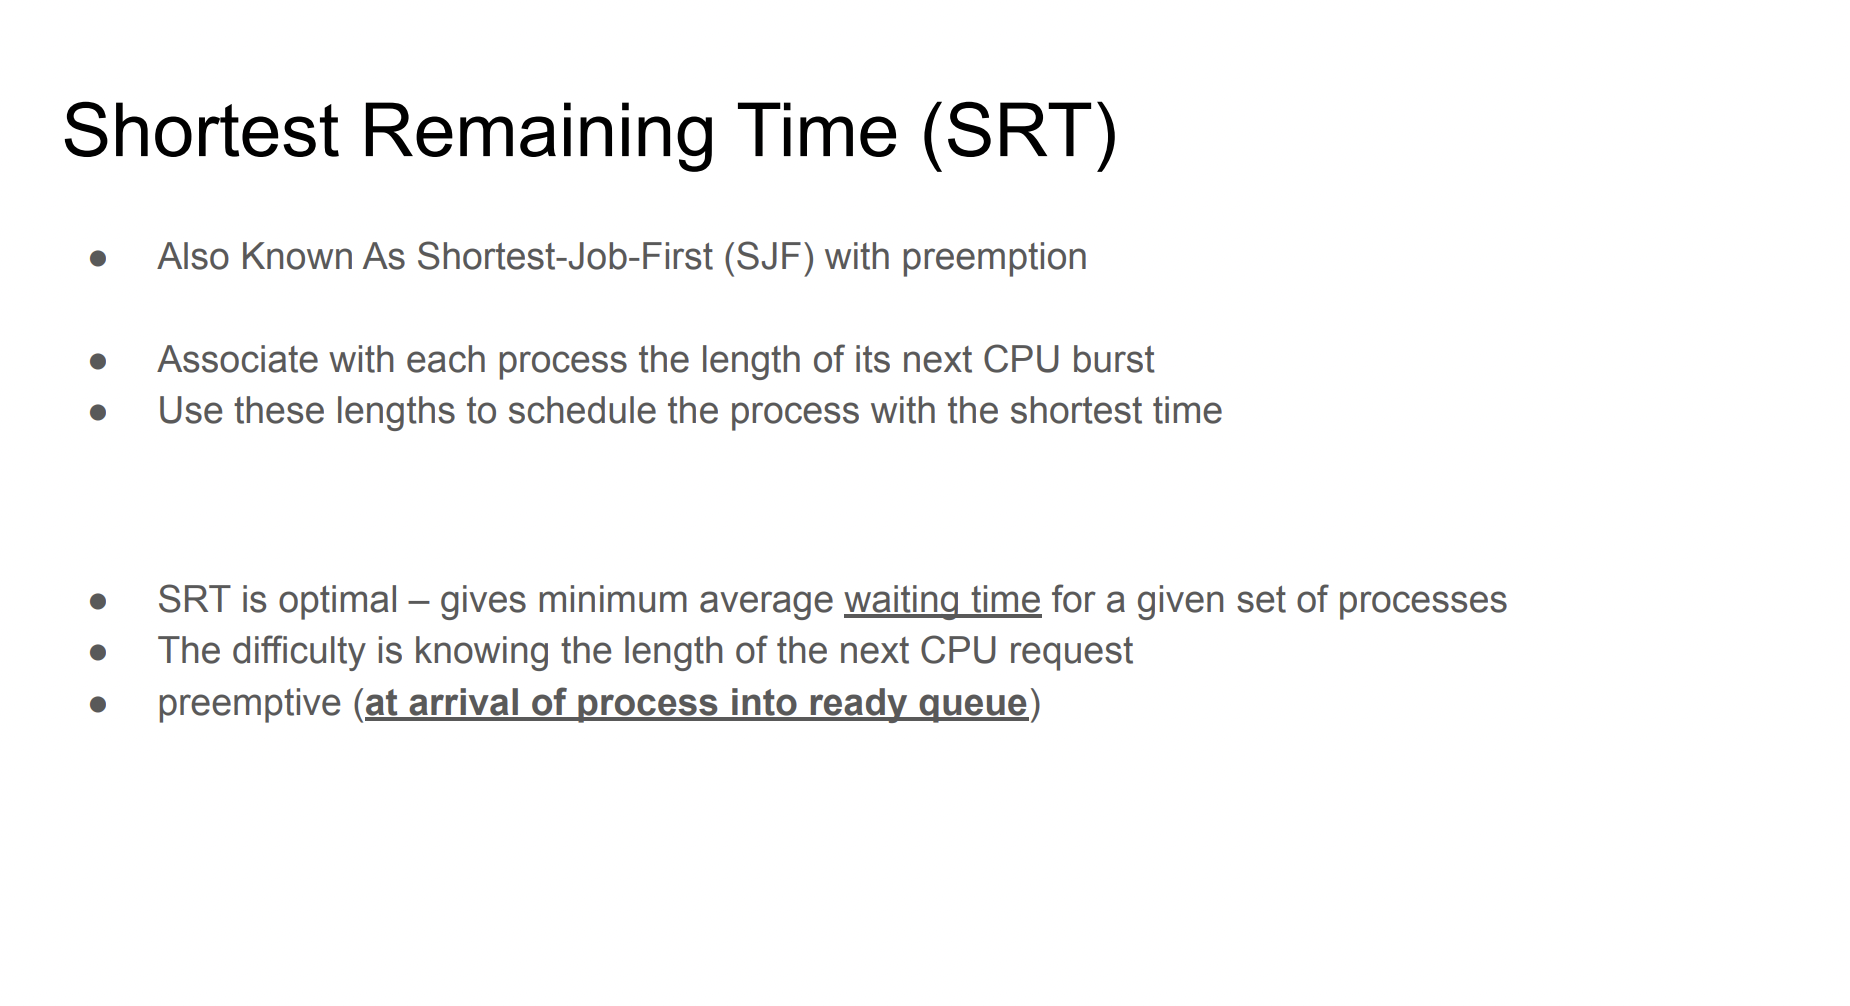 Shortest Remaining Time (SRT)
● Also Known As Shortest-Job-First (SJF) with preemption
● Associate with each process the length of its next CPU burst
● Use these lengths to schedule the process with the shortest time
● SRT is optimal – gives minimum average waiting time for a given set of processes
● The difficulty is knowing the length of the next CPU request
● preemptive (at arrival of process into ready queue)